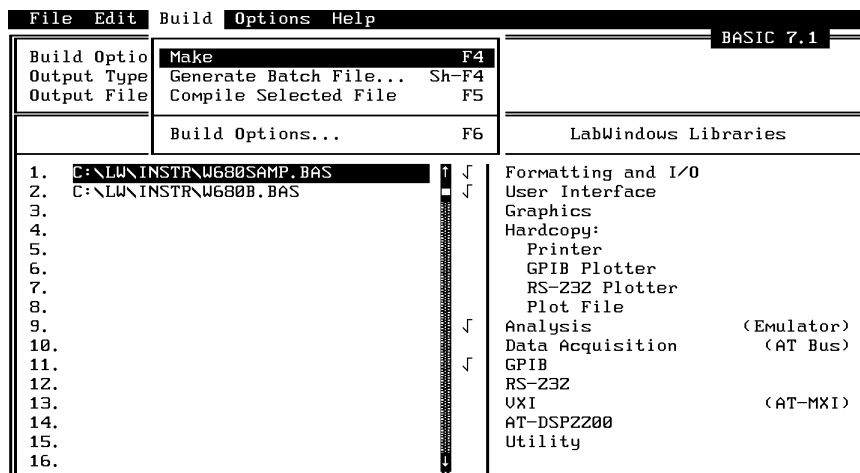 File Edit Build Options Help
BASIC 7.1
Build Optio
Output Type
Output File
Make F4
Generate Batch File... Sh-F4
Compile Selected File F5
Build Options... F6
LabWindows Libraries
1. C:\LW\INSTR\W680SAMP.BAS ↑ √
2. C:\LW\INSTR\W680B.BAS √
3.
4.
5.
6.
7.
8.
9. √
10.
11. √
12.
13.
14.
15.
16. ↓
Formatting and I/O
User Interface
Graphics
Hardcopy:
Printer
GPIB Plotter
RS-232 Plotter
Plot File
Analysis (Emulator)
Data Acquisition (AT Bus)
GPIB
RS-232
VXI (AT-MXI)
AT-DSP2200
Utility